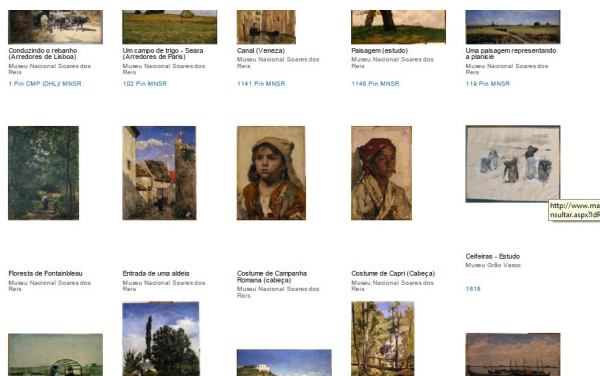 Conduzindo o rebanho
(Arredores de Lisboa)
Museu Nacional Soares dos
Reis
1 Pin CMP (DHL)/ MNSR
Um campo de trigo - Seara
(Arredores de Paris)
Museu Nacional Soares dos
Reis
102 Pin MNSR
Canal (Veneza)
Museu Nacional Soares dos
Reis
1141 Pin MNSR
Paisagem (estudo)
Museu Nacional Soares dos
Reis
1148 Pin MNSR
Uma paisagem representando
a planície
Museu Nacional Soares dos
Reis
119 Pin MNSR
Floresta de Fontainbleau
Museu Nacional Soares dos
Reis
Entrada de uma aldeia
Museu Nacional Soares dos
Reis
Costume de Campanha
Romana (cabeça)
Museu Nacional Soares dos
Reis
Costume de Capri (Cabeça)
Museu Nacional Soares dos
Reis
http://www.ma
nsultar.aspx?IdR
Ceifeiras - Estudo
Museu Grão Vasco
1618